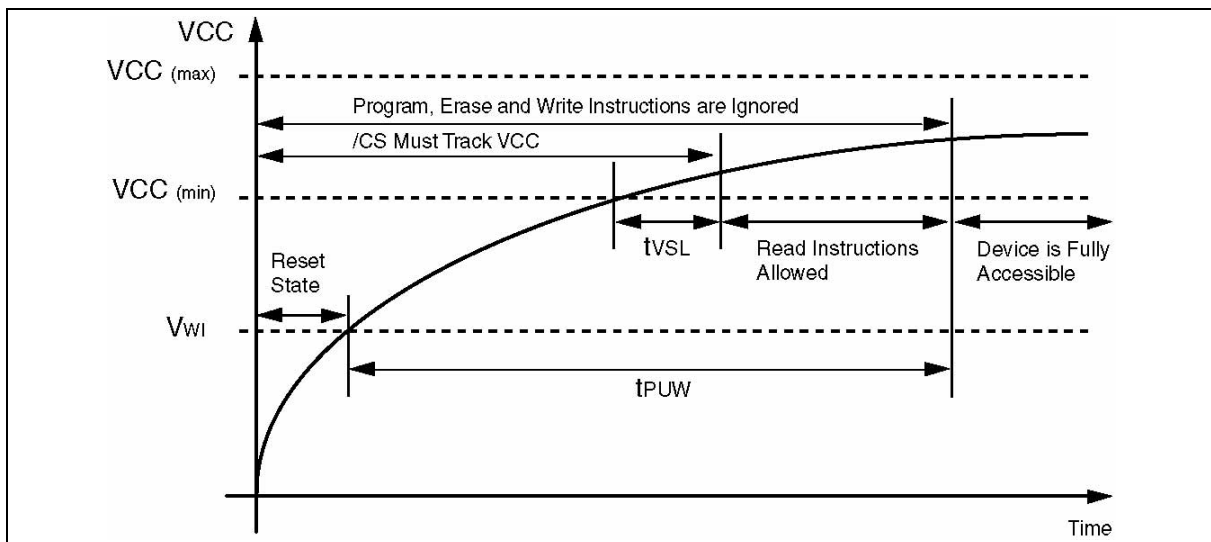 VCC
VCC (max)
Program, Erase and Write Instructions are Ignored
/CS Must Track VCC
VCC (min)
tVSL
Read Instructions
Allowed
Device is Fully
Accessible
Reset
State
VWI
tPUW
Time